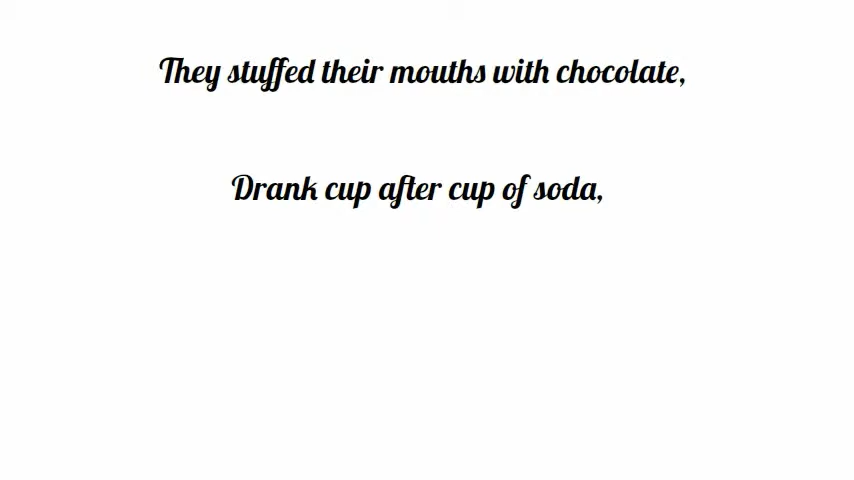 They stuffed their mouths with chocolate,
Drank cup after cup of soda,